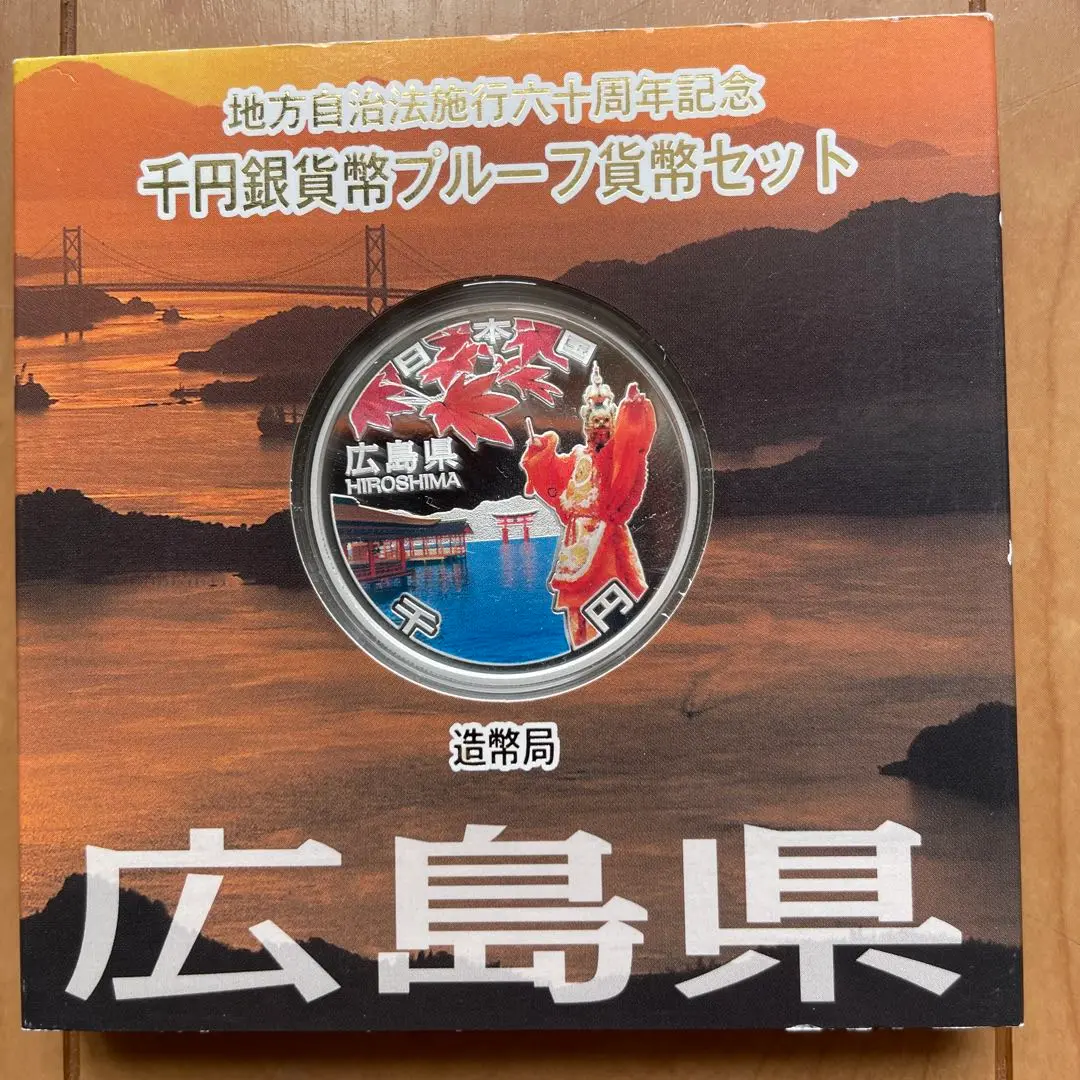 地方自治法施行六十周年記念
千円銀貨幣プルーフ貨幣セット
日本国
広島県
HIROSHIMA
千円
造幣局
広島県